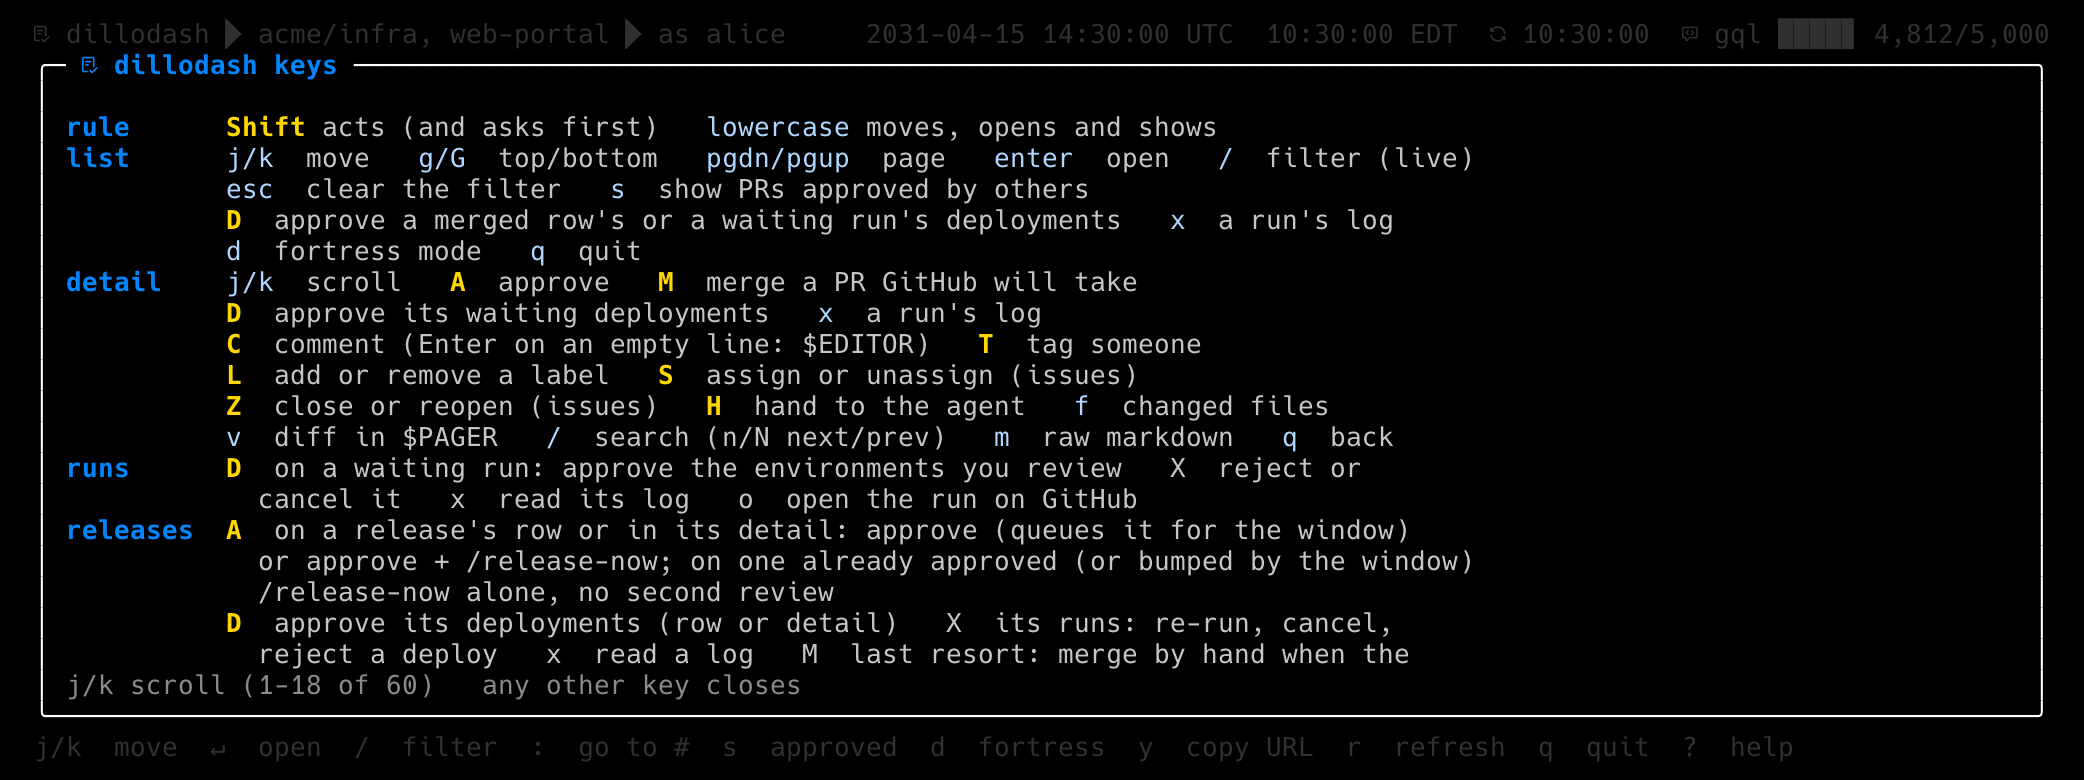 dillodash acme/infra, web-portal as alice 2031-04-15 14:30:00 UTC 10:30:00 EDT 10:30:00 gql 4,812/5,000
dillodash keys
rule Shift acts (and asks first) lowercase moves, opens and shows
list j/k move g/G top/bottom pgdn/pgup page enter open / filter (live)
esc clear the filter s show PRs approved by others
D approve a merged row's or a waiting run's deployments x a run's log
d fortress mode q quit
detail j/k scroll A approve M merge a PR GitHub will take
D approve its waiting deployments x a run's log
C comment (Enter on an empty line: $EDITOR) T tag someone
L add or remove a label S assign or unassign (issues)
Z close or reopen (issues) H hand to the agent f changed files
v diff in $PAGER / search (n/N next/prev) m raw markdown q back
runs D on a waiting run: approve the environments you review X reject or
cancel it x read its log o open the run on GitHub
releases A on a release's row or in its detail: approve (queues it for the window)
or approve + /release-now; on one already approved (or bumped by the window)
/release-now alone, no second review
D approve its deployments (row or detail) X its runs: re-run, cancel,
reject a deploy x read a log M last resort: merge by hand when the
j/k scroll (1-18 of 60) any other key closes
j/k move ↵ open / filter : go to # s approved d fortress y copy URL r refresh q quit ? help